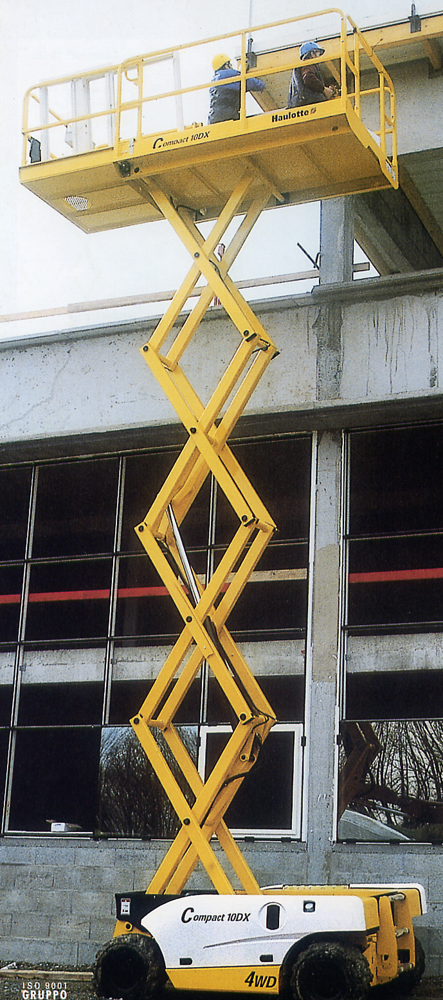 Haulotte
Compact 10DX
Compact 10DX
4WD
ISO 9001
GRUPPO